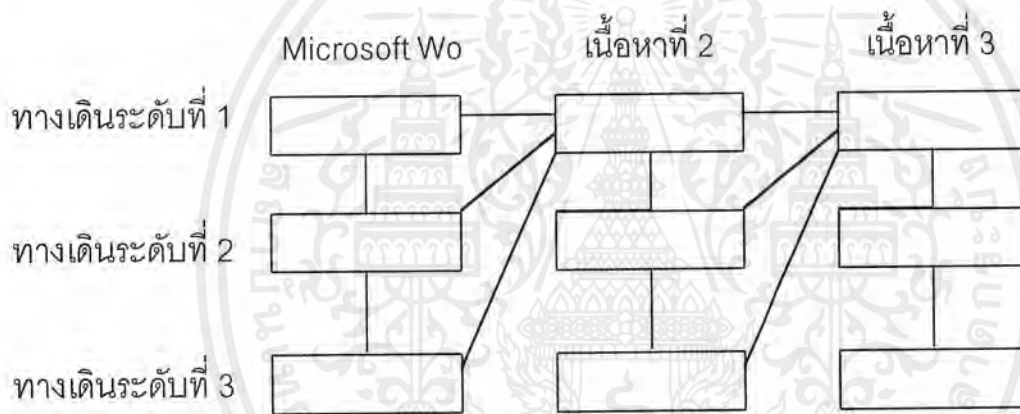 Microsoft Wo เนื้อหาที่ 2 เนื้อหาที่ 3
ทางเดินระดับที่ 1
ทางเดินระดับที่ 2
ทางเดินระดับที่ 3